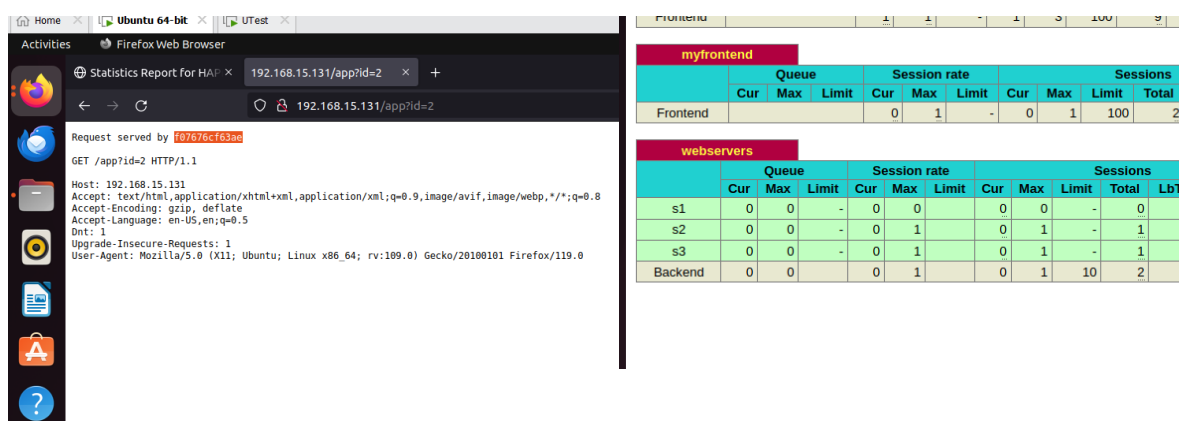 Home × Ubuntu 64-bit × UTest ×
Activities Firefox Web Browser
Statistics Report for HAP × 192.168.15.131/app?id=2 × +
192.168.15.131/app?id=2
Request served by f07676cf63ae
GET /app?id=2 HTTP/1.1
Host: 192.168.15.131
Accept: text/html,application/xhtml+xml,application/xml;q=0.9,image/avif,image/webp,*/*;q=0.8
Accept-Encoding: gzip, deflate
Accept-Language: en-US,en;q=0.5
Dnt: 1
Upgrade-Insecure-Requests: 1
User-Agent: Mozilla/5.0 (X11; Ubuntu; Linux x86_64; rv:109.0) Gecko/20100101 Firefox/119.0
Frontend 1 1 - 1 3 100 9
myfrontend
Queue Session rate Sessions
Cur Max Limit Cur Max Limit Cur Max Limit Total
Frontend 0 1 - 0 1 100 2
webservers
Queue Session rate Sessions
Cur Max Limit Cur Max Limit Cur Max Limit Total LbT
s1 0 0 - 0 0 0 0 - 0
s2 0 0 - 0 1 0 1 - 1
s3 0 0 - 0 1 0 1 - 1
Backend 0 0 0 1 0 1 10 2